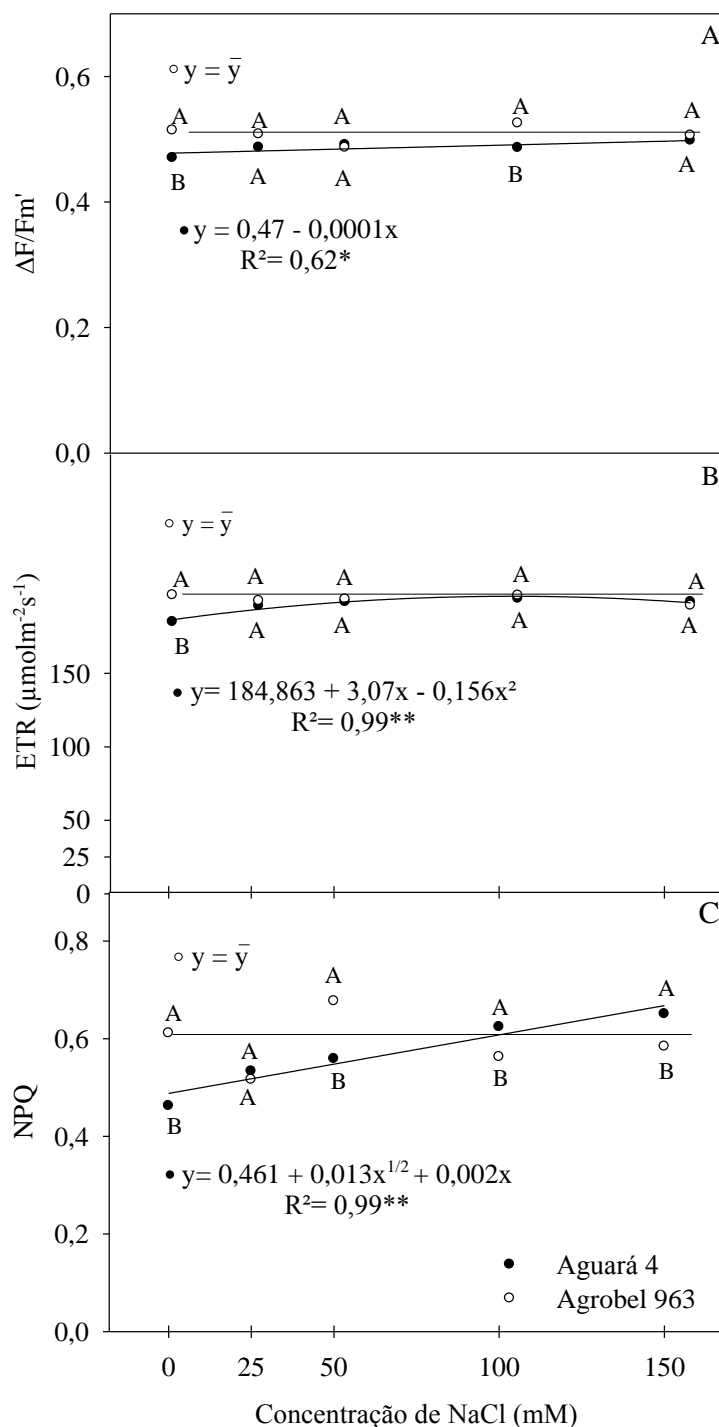 A
0,6
y = ȳ
A A A A A
B A A B A
0,4
y = 0,47 - 0,0001x
R²= 0,62*
0,2
0,0
ΔF/Fm'
B
y = ȳ
A A A A A
B A A A A
150
y= 184,863 + 3,07x - 0,156x²
R²= 0,99**
100
50
25
0
ETR (µmolm⁻²s⁻¹)
C
0,8
y = ȳ
A A A A A
0,6
B A B B B
0,4
y= 0,461 + 0,013x^1/2 + 0,002x
R²= 0,99**
0,2
Aguará 4
Agrobel 963
0,0
NPQ
0 25 50 100 150
Concentração de NaCl (mM)